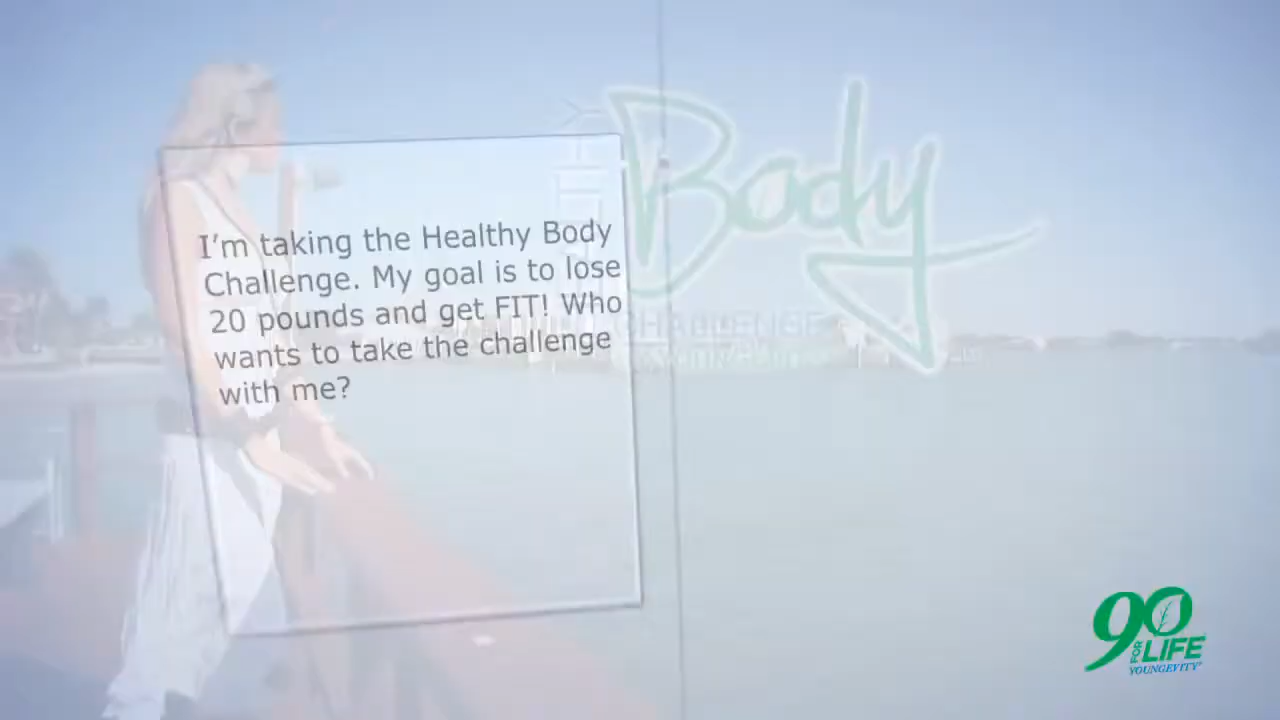 I'm taking the Healthy Body
Challenge. My goal is to lose
20 pounds and get FIT! Who
wants to take the challenge
with me?
Body
CHALLENGE
90
FOR LIFE
YOUNGEVITY